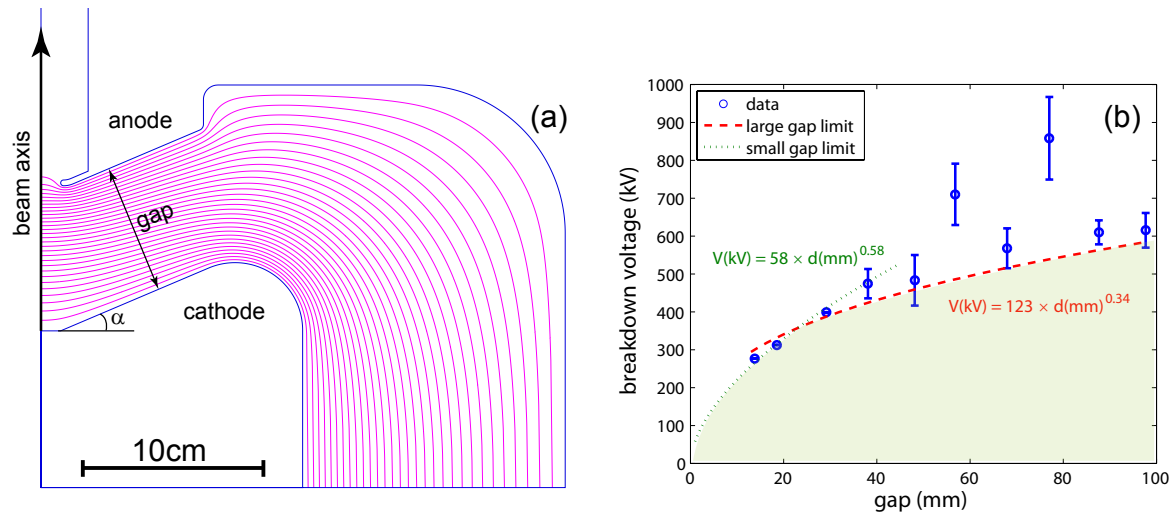 (a)
beam axis
anode
gap
cathode
α
10cm
(b)
data
large gap limit
small gap limit
V(kV) = 58 × d(mm)^0.58
V(kV) = 123 × d(mm)^0.34
breakdown voltage (kV)
1000
900
800
700
600
500
400
300
200
100
0
0 20 40 60 80 100
gap (mm)